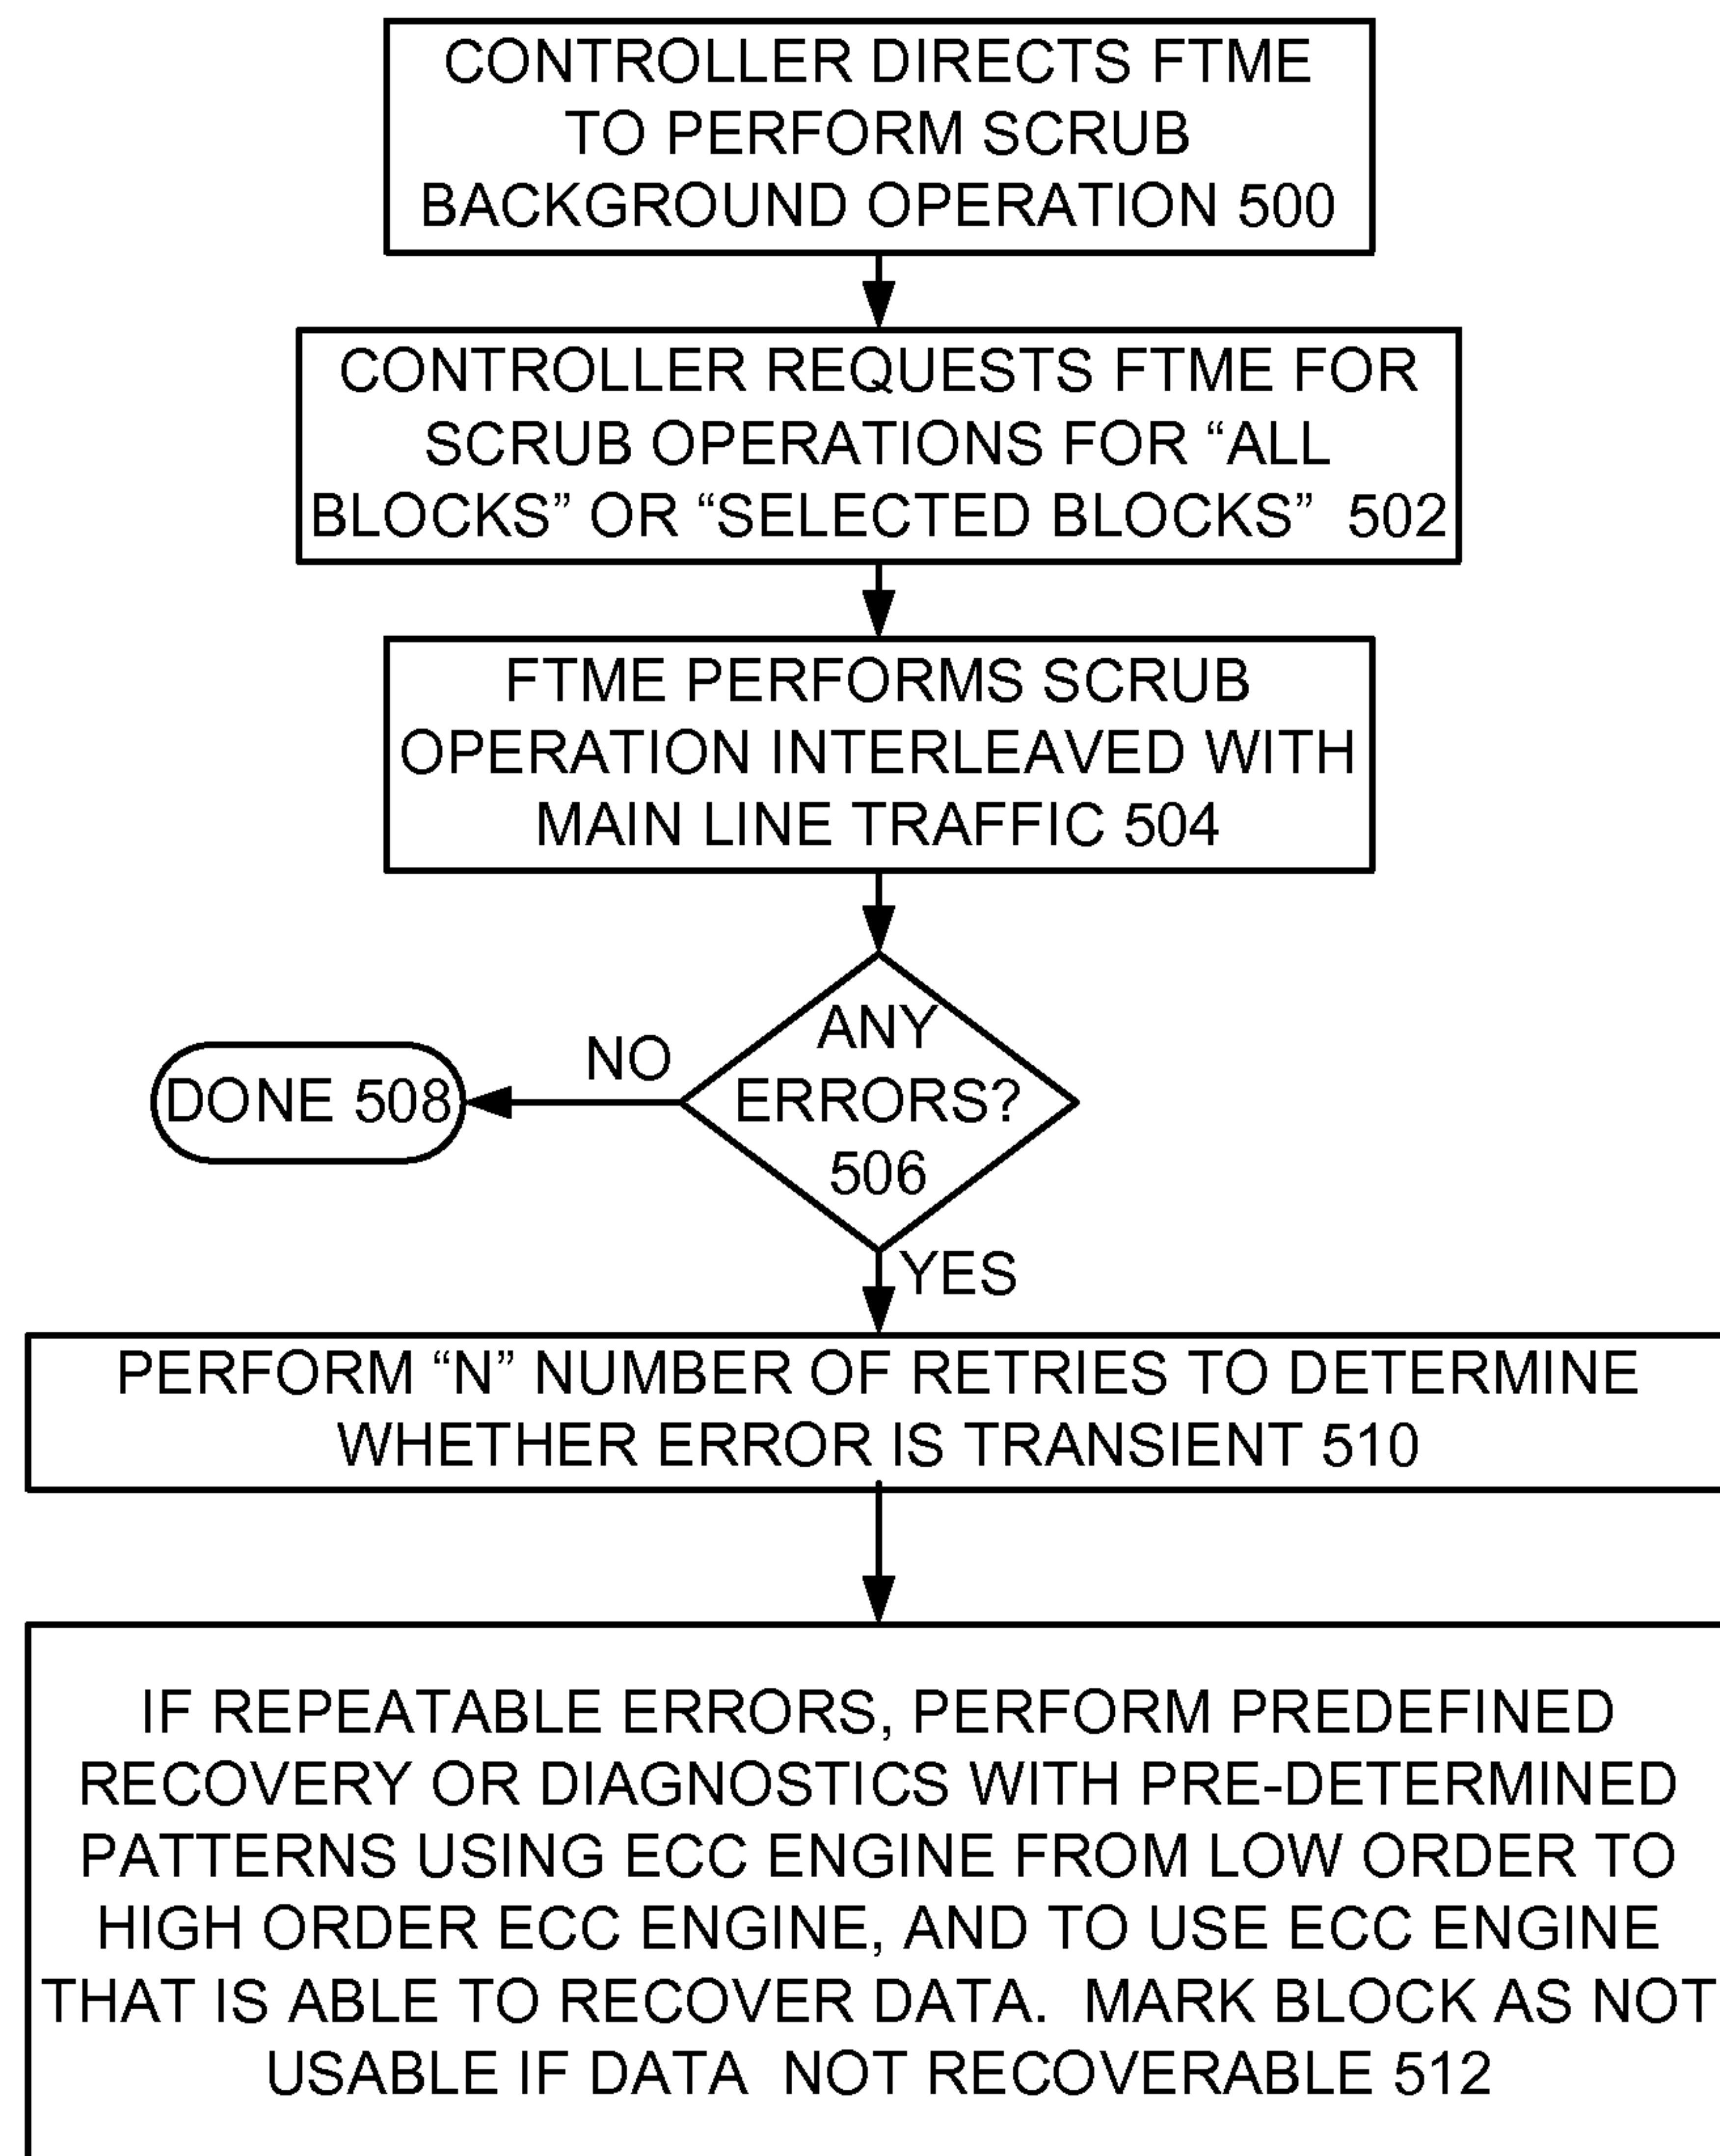 CONTROLLER DIRECTS FTME
TO PERFORM SCRUB
BACKGROUND OPERATION 500
CONTROLLER REQUESTS FTME FOR
SCRUB OPERATIONS FOR “ALL
BLOCKS” OR “SELECTED BLOCKS” 502
FTME PERFORMS SCRUB
OPERATION INTERLEAVED WITH
MAIN LINE TRAFFIC 504
ANY
ERRORS?
506
NO
DONE 508
YES
PERFORM “N” NUMBER OF RETRIES TO DETERMINE
WHETHER ERROR IS TRANSIENT 510
IF REPEATABLE ERRORS, PERFORM PREDEFINED
RECOVERY OR DIAGNOSTICS WITH PRE-DETERMINED
PATTERNS USING ECC ENGINE FROM LOW ORDER TO
HIGH ORDER ECC ENGINE, AND TO USE ECC ENGINE
THAT IS ABLE TO RECOVER DATA. MARK BLOCK AS NOT
USABLE IF DATA NOT RECOVERABLE 512